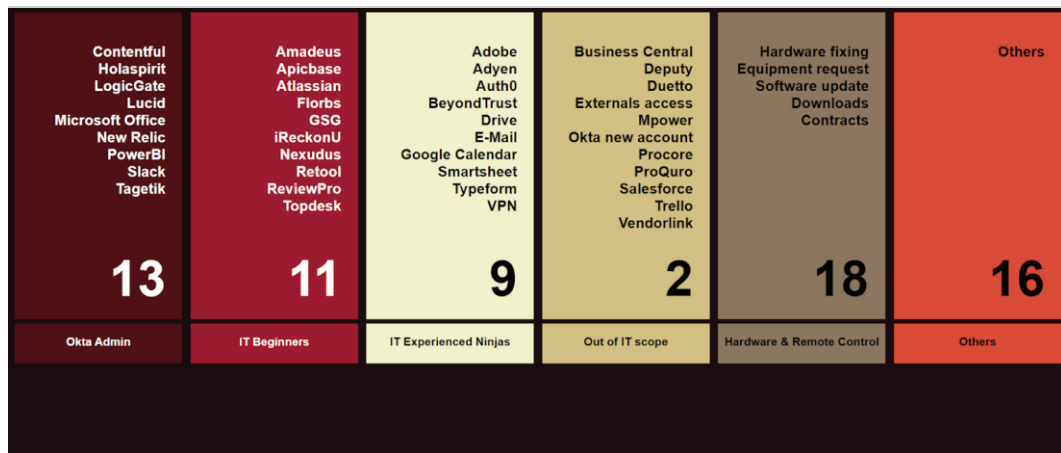 Contentful
Holaspirit
LogicGate
Lucid
Microsoft Office
New Relic
PowerBI
Slack
Tagetik
13
Okta Admin
Amadeus
Apicbase
Atlassian
Florbs
GSG
iReckonU
Nexudus
Retool
ReviewPro
Topdesk
11
IT Beginners
Adobe
Adyen
Auth0
BeyondTrust
Drive
E-Mail
Google Calendar
Smartsheet
Typeform
VPN
9
IT Experienced Ninjas
Business Central
Deputy
Duetto
Externals access
Mpower
Okta new account
Procore
ProQuro
Salesforce
Trello
Vendorlink
2
Out of IT scope
Hardware fixing
Equipment request
Software update
Downloads
Contracts
18
Hardware & Remote Control
Others
16
Others